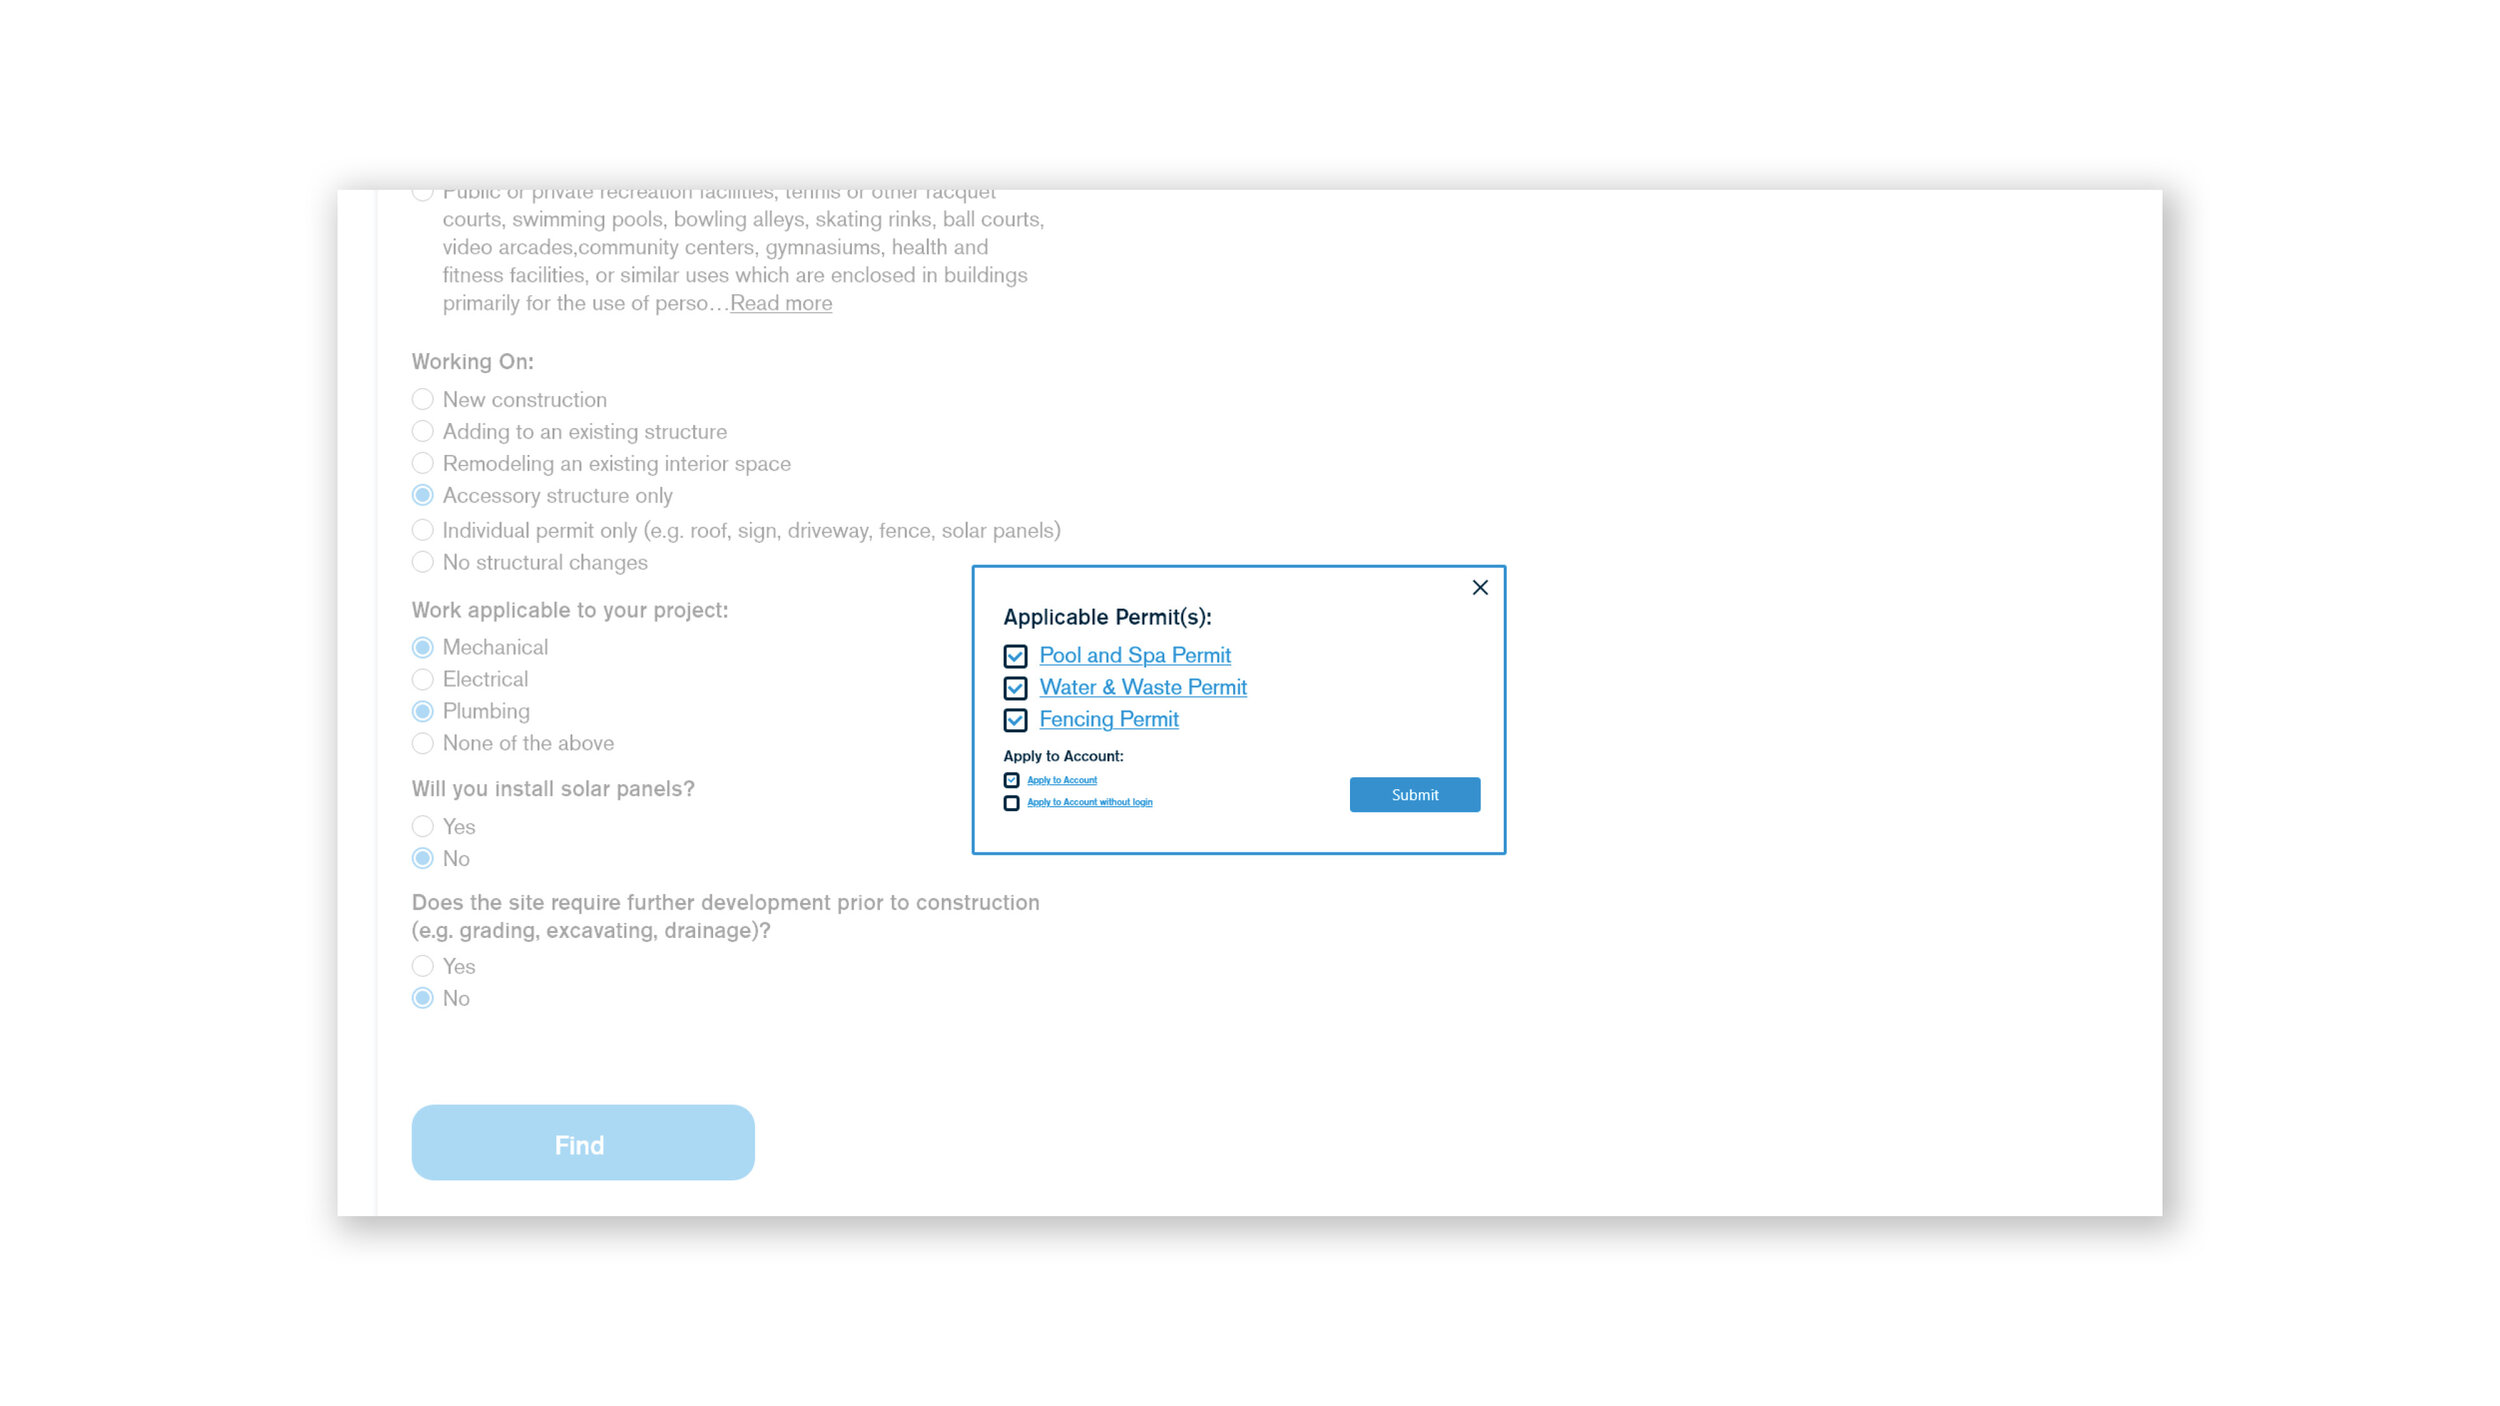 Public or private recreation facilities, tennis or other racquet
courts, swimming pools, bowling alleys, skating rinks, ball courts,
video arcades,community centers, gymnasiums, health and
fitness facilities, or similar uses which are enclosed in buildings
primarily for the use of perso…Read more
Working On:
New construction
Adding to an existing structure
Remodeling an existing interior space
Accessory structure only
Individual permit only (e.g. roof, sign, driveway, fence, solar panels)
No structural changes
Work applicable to your project:
Mechanical
Electrical
Plumbing
None of the above
Will you install solar panels?
Yes
No
Does the site require further development prior to construction
(e.g. grading, excavating, drainage)?
Yes
No
Find
Applicable Permit(s):
Pool and Spa Permit
Water & Waste Permit
Fencing Permit
Apply to Account:
Apply to Account
Apply to Account without login
Submit